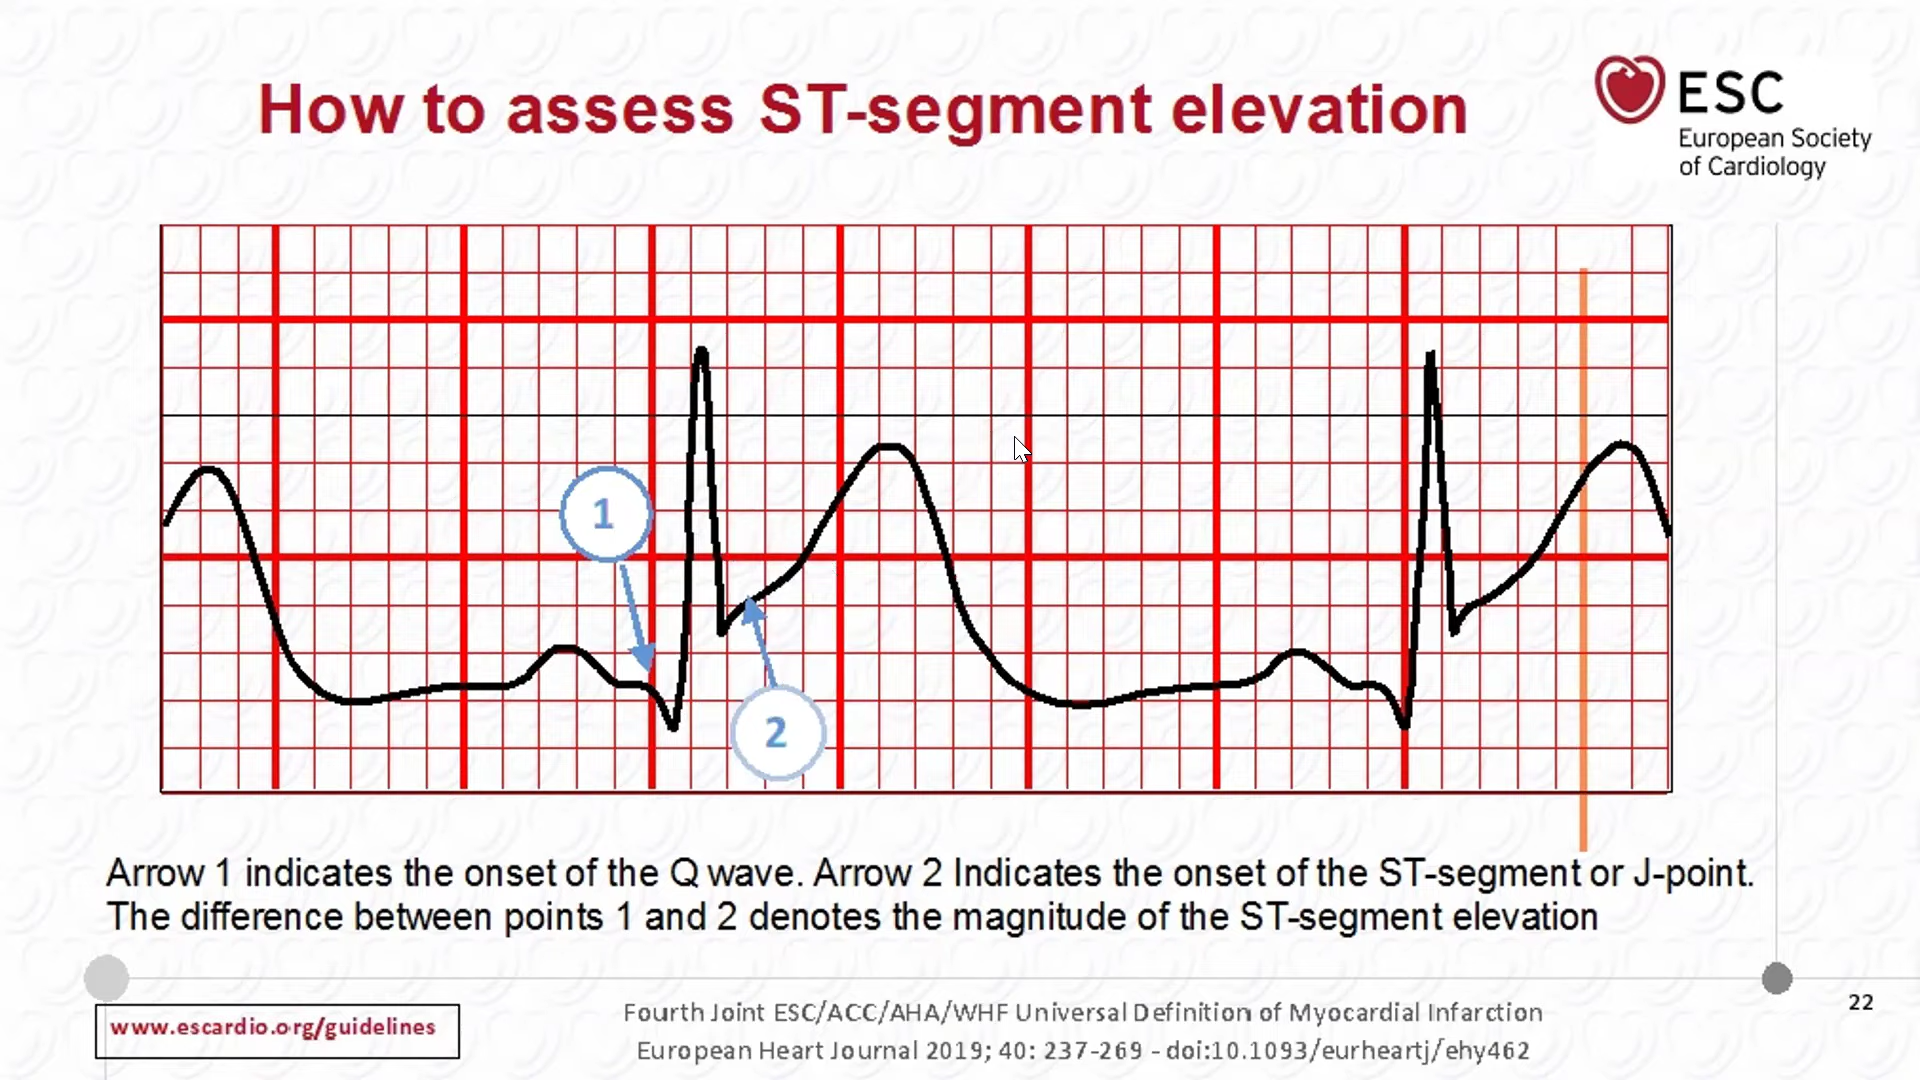 How to assess ST-segment elevation
ESC
European Society
of Cardiology
1
2
Arrow 1 indicates the onset of the Q wave. Arrow 2 Indicates the onset of the ST-segment or J-point.
The difference between points 1 and 2 denotes the magnitude of the ST-segment elevation
www.escardio.org/guidelines
Fourth Joint ESC/ACC/AHA/WHF Universal Definition of Myocardial Infarction
European Heart Journal 2019; 40: 237-269 - doi:10.1093/eurheartj/ehy462
22